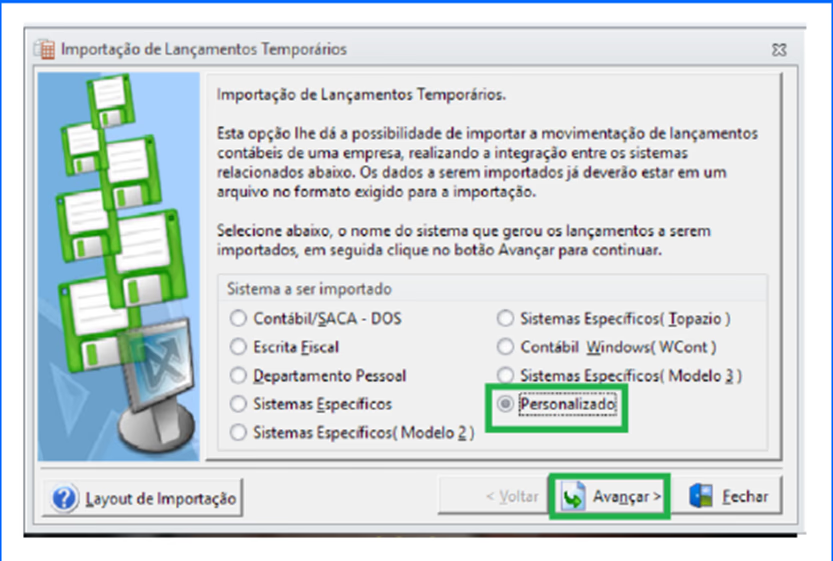 Importação de Lançamentos Temporários
Importação de Lançamentos Temporários.
Esta opção lhe dá a possibilidade de importar a movimentação de lançamentos
contábeis de uma empresa, realizando a integração entre os sistemas
relacionados abaixo. Os dados a serem importados já deverão estar em um
arquivo no formato exigido para a importação.
Selecione abaixo, o nome do sistema que gerou os lançamentos a serem
importados, em seguida clique no botão Avançar para continuar.
Sistema a ser importado
Contábil/SACA - DOS
Escrita Fiscal
Departamento Pessoal
Sistemas Específicos
Sistemas Específicos( Modelo 2 )
Sistemas Específicos( Topazio )
Contábil Windows( WCont )
Sistemas Específicos( Modelo 3 )
Personalizado
Layout de Importação
< Voltar
Avançar >
Fechar